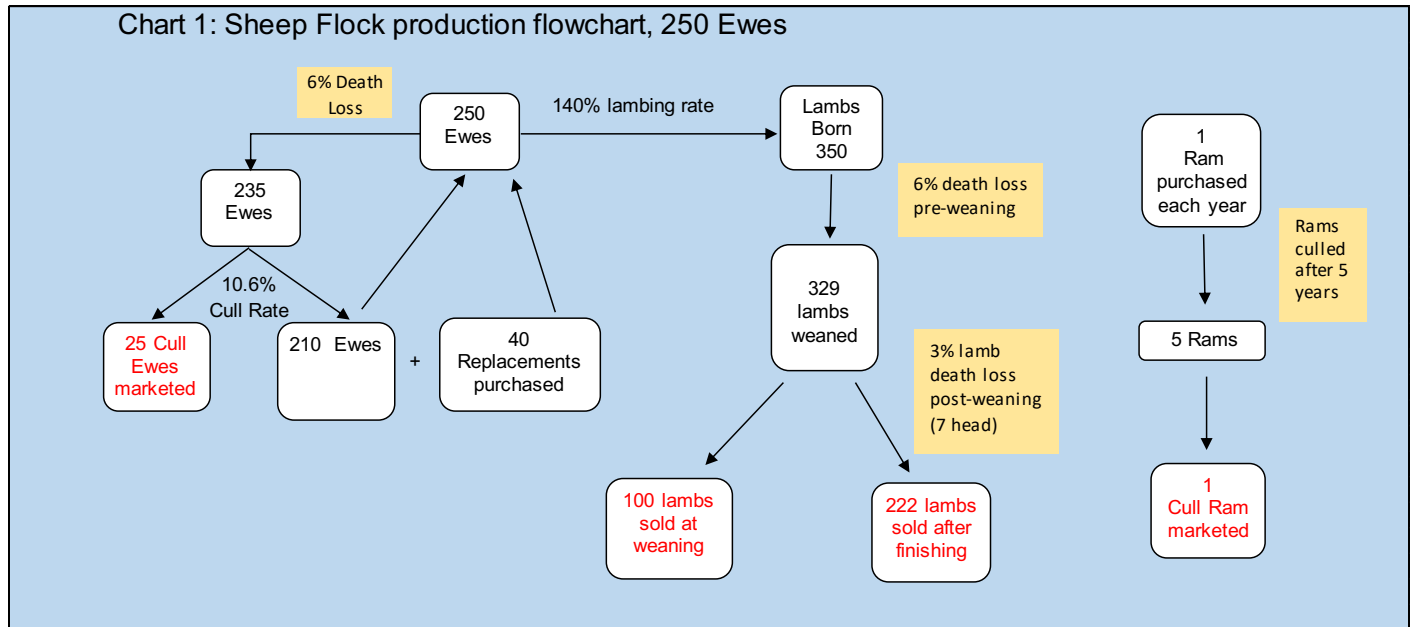 Chart 1: Sheep Flock production flowchart, 250 Ewes
6% Death
Loss
250
Ewes
140% lambing rate
Lambs
Born
350
1
Ram
purchased
each year
235
Ewes
6% death loss
pre-weaning
Rams
culled
after 5
years
10.6%
Cull Rate
329
lambs
weaned
25 Cull
Ewes
marketed
210 Ewes
+
40
Replacements
purchased
3% lamb
death loss
post-weaning
(7 head)
5 Rams
100 lambs
sold at
weaning
222 lambs
sold after
finishing
1
Cull Ram
marketed